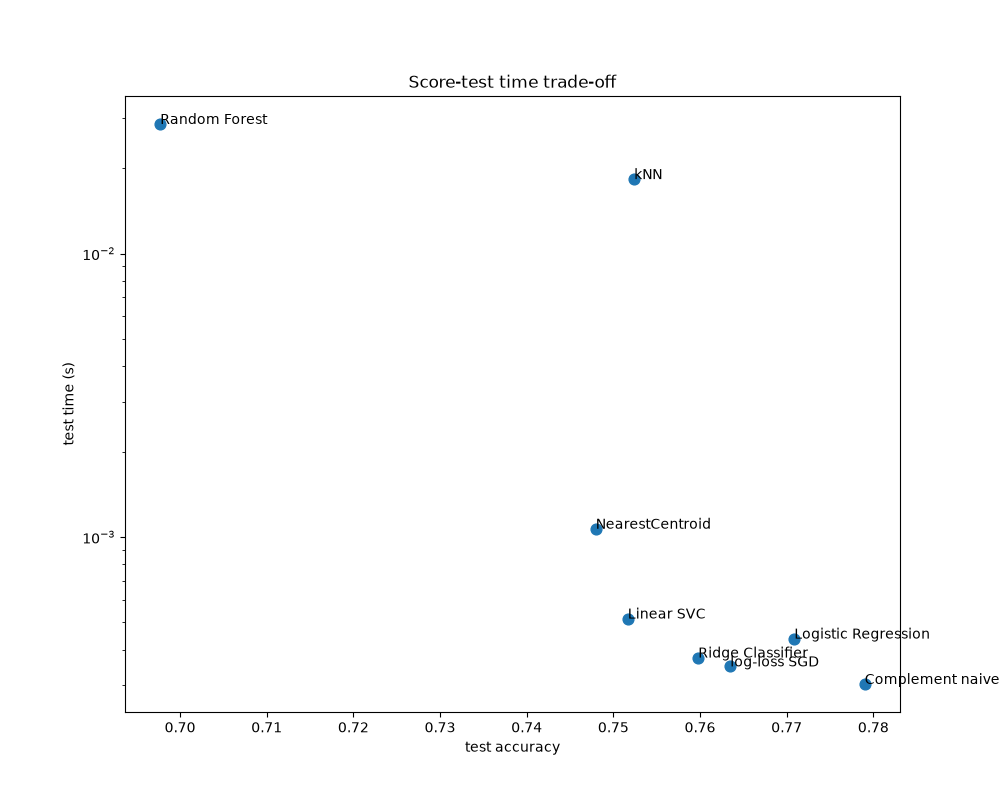 Score-test time trade-off
Random Forest
kNN
10⁻²
test time (s)
NearestCentroid
10⁻³
Linear SVC
Logistic Regression
Ridge Classifier
log-loss SGD
Complement naive
0.70 0.71 0.72 0.73 0.74 0.75 0.76 0.77 0.78
test accuracy